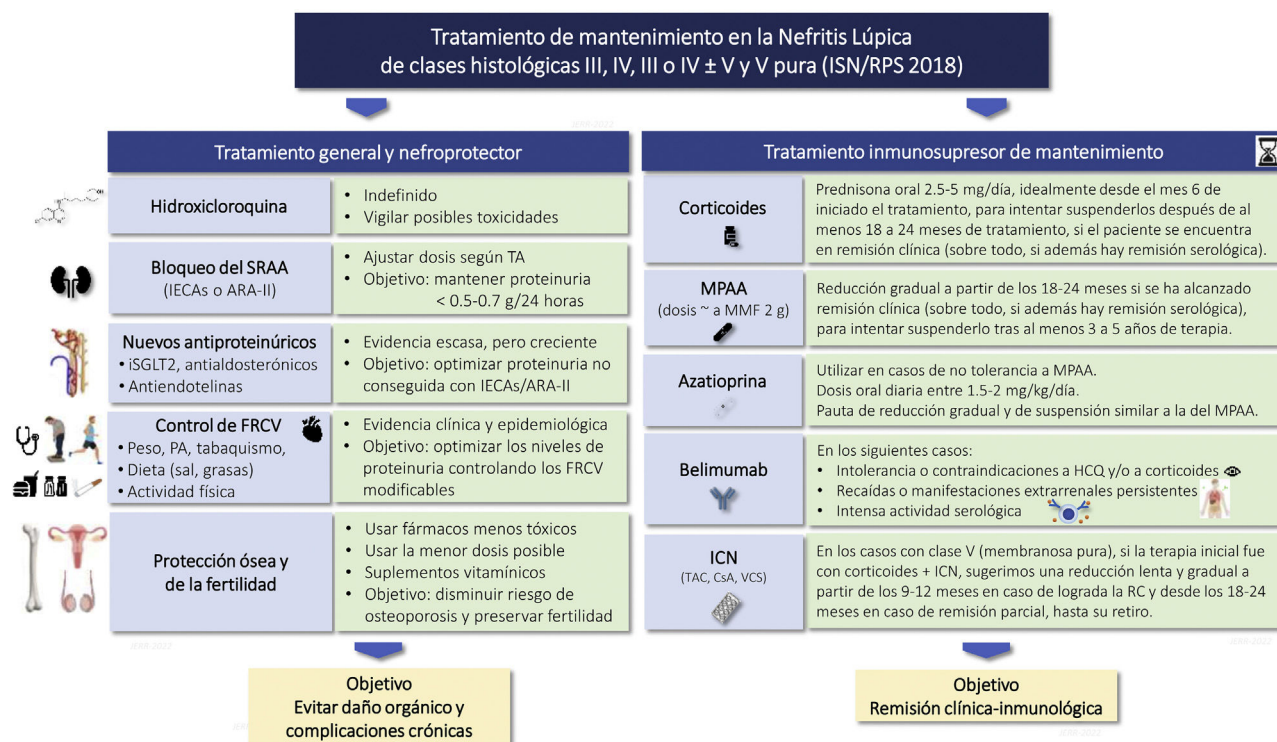 Tratamiento de mantenimiento en la Nefritis Lúpica
de clases histológicas III, IV, III o IV ± V y V pura (ISN/RPS 2018)
JERR-2022
Tratamiento general y nefroprotector
Hidroxicloroquina
• Indefinido
• Vigilar posibles toxicidades
Bloqueo del SRAA
(IECAs o ARA-II)
• Ajustar dosis según TA
• Objetivo: mantener proteinuria
< 0.5-0.7 g/24 horas
Nuevos antiproteinúricos
• iSGLT2, antialdosterónicos
• Antiendotelinas
• Evidencia escasa, pero creciente
• Objetivo: optimizar proteinuria no
conseguida con IECAs/ARA-II
Control de FRCV
• Peso, PA, tabaquismo,
• Dieta (sal, grasas)
• Actividad física
• Evidencia clínica y epidemiológica
• Objetivo: optimizar los niveles de
proteinuria controlando los FRCV
modificables
Protección ósea y
de la fertilidad
• Usar fármacos menos tóxicos
• Usar la menor dosis posible
• Suplementos vitamínicos
• Objetivo: disminuir riesgo de
osteoporosis y preservar fertilidad
JERR-2022
Objetivo
Evitar daño orgánico y
complicaciones crónicas
Tratamiento inmunosupresor de mantenimiento
Corticoides
Prednisona oral 2.5-5 mg/día, idealmente desde el mes 6 de
iniciado el tratamiento, para intentar suspenderlos después de al
menos 18 a 24 meses de tratamiento, si el paciente se encuentra
en remisión clínica (sobre todo, si además hay remisión serológica).
MPAA
(dosis ~ a MMF 2 g)
Reducción gradual a partir de los 18-24 meses si se ha alcanzado
remisión clínica (sobre todo, si además hay remisión serológica),
para intentar suspenderlo tras al menos 3 a 5 años de terapia.
Azatioprina
Utilizar en casos de no tolerancia a MPAA.
Dosis oral diaria entre 1.5-2 mg/kg/día.
Pauta de reducción gradual y de suspensión similar a la del MPAA.
Belimumab
En los siguientes casos:
• Intolerancia o contraindicaciones a HCQ y/o a corticoides
• Recaídas o manifestaciones extrarrenales persistentes
• Intensa actividad serológica
ICN
(TAC, CsA, VCS)
En los casos con clase V (membranosa pura), si la terapia inicial fue
con corticoides + ICN, sugerimos una reducción lenta y gradual a
partir de los 9-12 meses en caso de lograda la RC y desde los 18-24
meses en caso de remisión parcial, hasta su retiro.
JERR-2022
Objetivo
Remisión clínica-inmunológica
JERR-2022